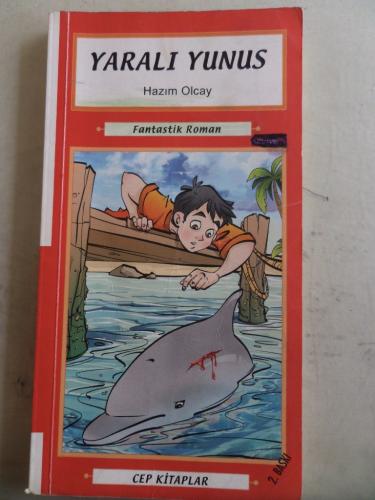 YARALI YUNUS
Hazım Olcay
Fantastik Roman
2. BASKI
CEP KİTAPLAR